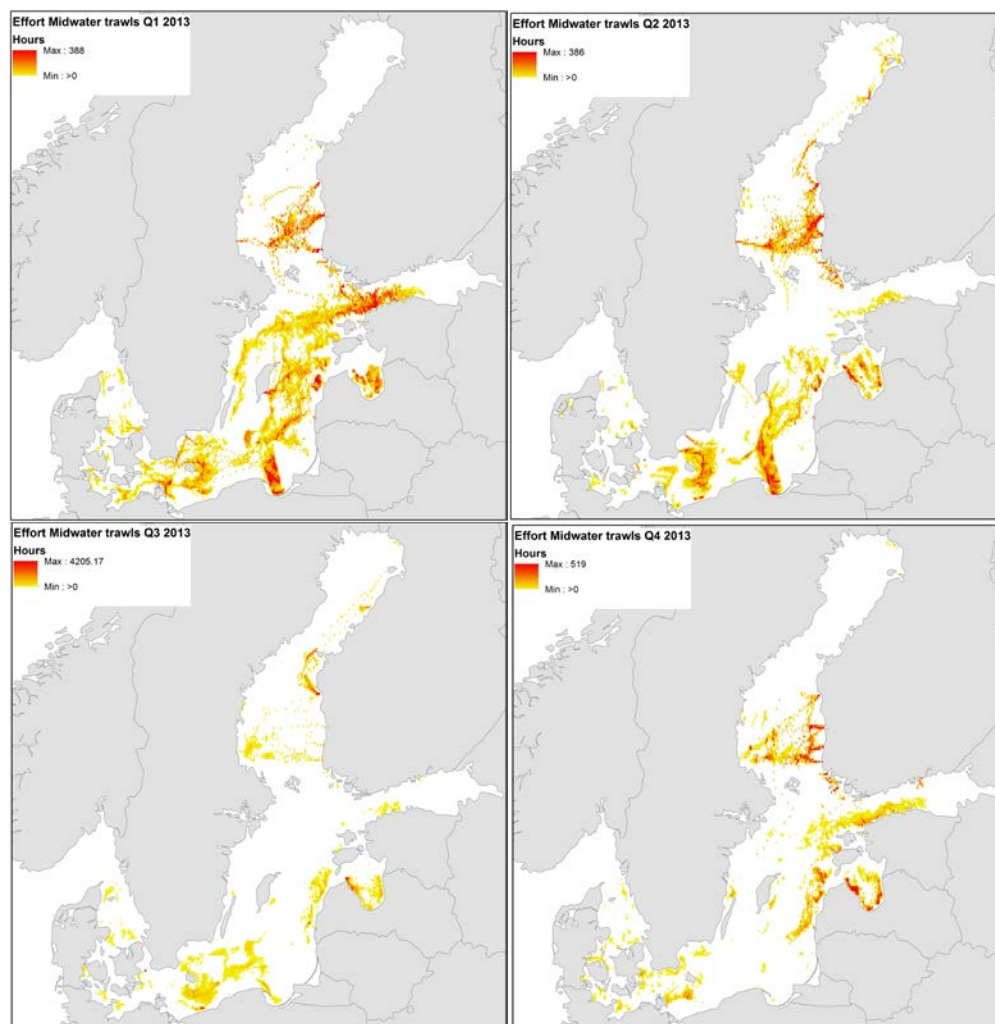 Effort Midwater trawls Q1 2013
Hours
Max : 388
Min : >0
Effort Midwater trawls Q2 2013
Hours
Max : 386
Min : >0
Effort Midwater trawls Q3 2013
Hours
Max : 4205.17
Min : >0
Effort Midwater trawls Q4 2013
Hours
Max : 519
Min : >0